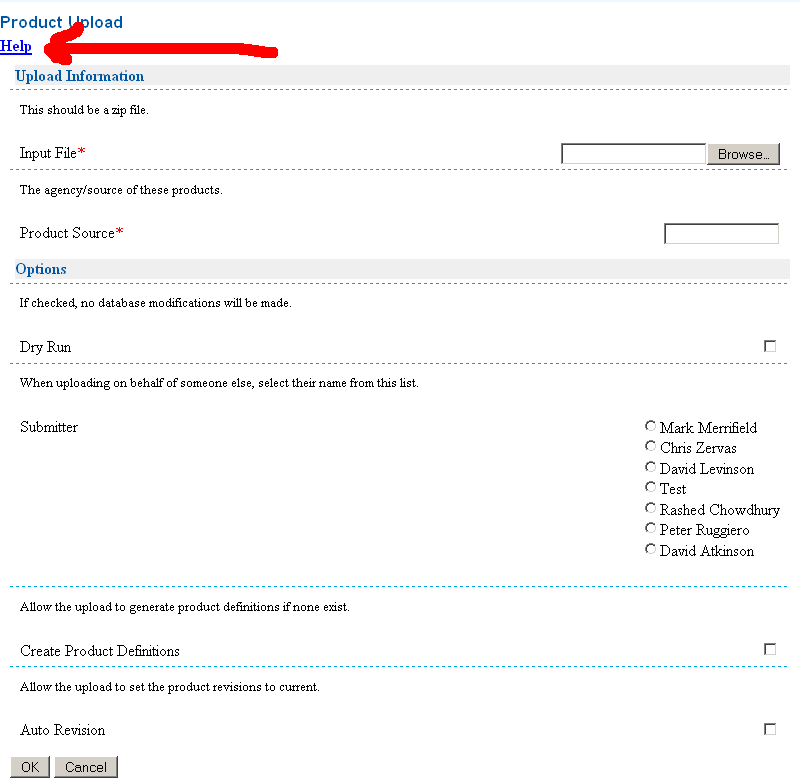 Product Upload
Help
Upload Information
This should be a zip file.
Input File* Browse...
The agency/source of these products.
Product Source*
Options
If checked, no database modifications will be made.
Dry Run
When uploading on behalf of someone else, select their name from this list.
Submitter Mark Merrifield
Chris Zervas
David Levinson
Test
Rashed Chowdhury
Peter Ruggiero
David Atkinson
Allow the upload to generate product definitions if none exist.
Create Product Definitions
Allow the upload to set the product revisions to current.
Auto Revision
OK Cancel